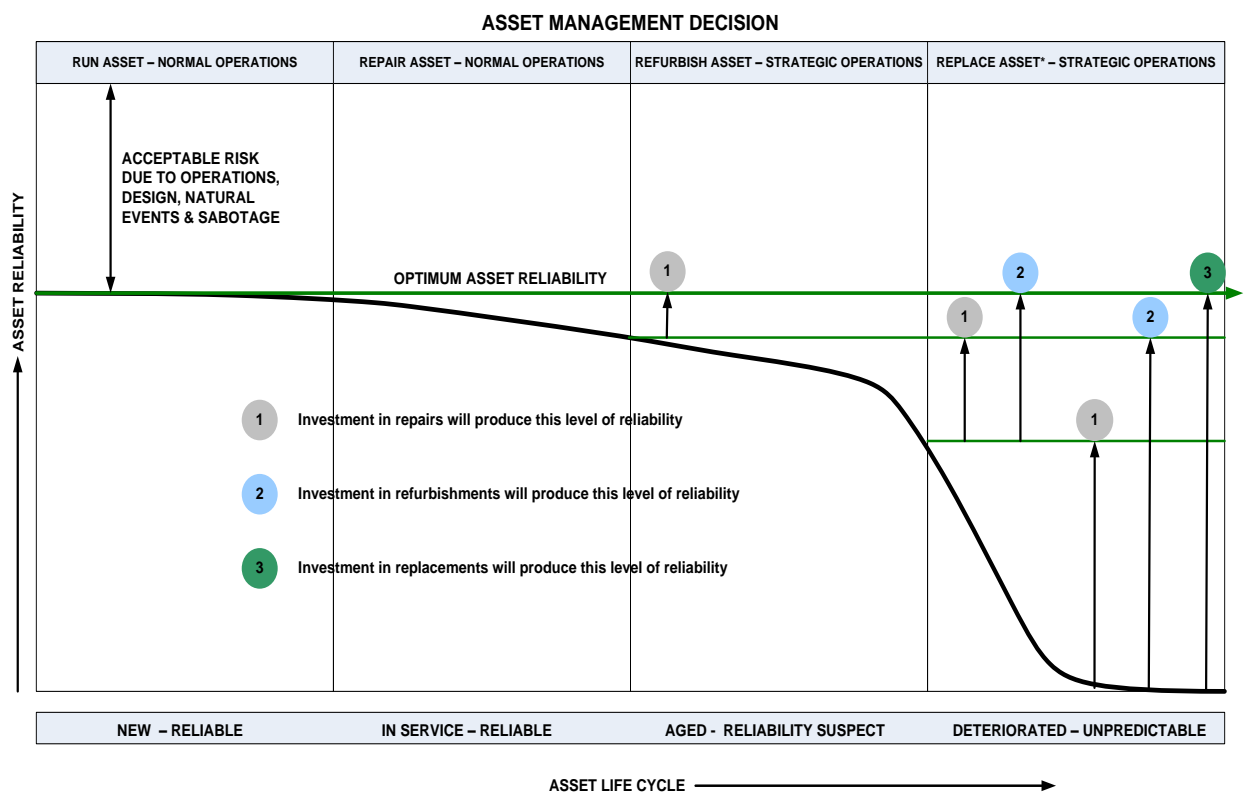 ASSET MANAGEMENT DECISION
RUN ASSET – NORMAL OPERATIONS
REPAIR ASSET – NORMAL OPERATIONS
REFURBISH ASSET – STRATEGIC OPERATIONS
REPLACE ASSET* – STRATEGIC OPERATIONS
ACCEPTABLE RISK
DUE TO OPERATIONS,
DESIGN, NATURAL
EVENTS & SABOTAGE
ASSET RELIABILITY
OPTIMUM ASSET RELIABILITY
1
2
3
1
2
1
1
Investment in repairs will produce this level of reliability
2
Investment in refurbishments will produce this level of reliability
3
Investment in replacements will produce this level of reliability
NEW – RELIABLE
IN SERVICE – RELIABLE
AGED - RELIABILITY SUSPECT
DETERIORATED – UNPREDICTABLE
ASSET LIFE CYCLE